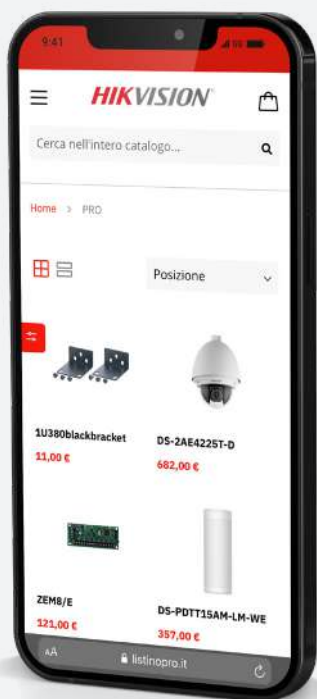 9:41
5G
HIKVISION
Cerca nell'intero catalogo...
Home > PRO
Posizione
1U380blackbracket
11,00 €
DS-2AE4225T-D
682,00 €
ZEM8/E
121,00 €
DS-PDTT15AM-LM-WE
357,00 €
AA
listinopro.it